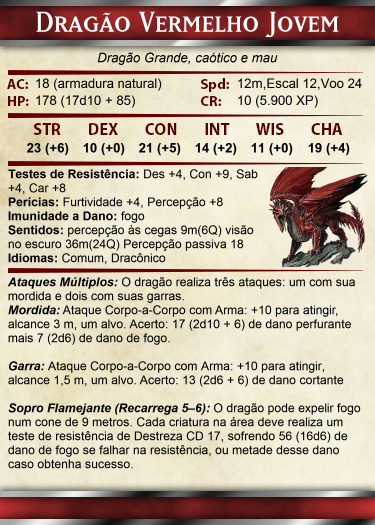 Dragão Vermelho Jovem
Dragão Grande, caótico e mau
AC: 18 (armadura natural) Spd: 12m,Escal 12,Voo 24
HP: 178 (17d10 + 85) CR: 10 (5.900 XP)
STR DEX CON INT WIS CHA
23 (+6) 10 (+0) 21 (+5) 14 (+2) 11 (+0) 19 (+4)
Testes de Resistência: Des +4, Con +9, Sab
+4, Car +8
Perícias: Furtividade +4, Percepção +8
Imunidade a Dano: fogo
Sentidos: percepção às cegas 9m(6Q) visão
no escuro 36m(24Q) Percepção passiva 18
Idiomas: Comum, Dracônico
Ataques Múltiplos: O dragão realiza três ataques: um com sua
mordida e dois com suas garras.
Mordida: Ataque Corpo-a-Corpo com Arma: +10 para atingir,
alcance 3 m, um alvo. Acerto: 17 (2d10 + 6) de dano perfurante
mais 7 (2d6) de dano de fogo.
Garra: Ataque Corpo-a-Corpo com Arma: +10 para atingir,
alcance 1,5 m, um alvo. Acerto: 13 (2d6 + 6) de dano cortante
Sopro Flamejante (Recarrega 5–6): O dragão pode expelir fogo
num cone de 9 metros. Cada criatura na área deve realiza um
teste de resistência de Destreza CD 17, sofrendo 56 (16d6) de
dano de fogo se falhar na resistência, ou metade desse dano
caso obtenha sucesso.